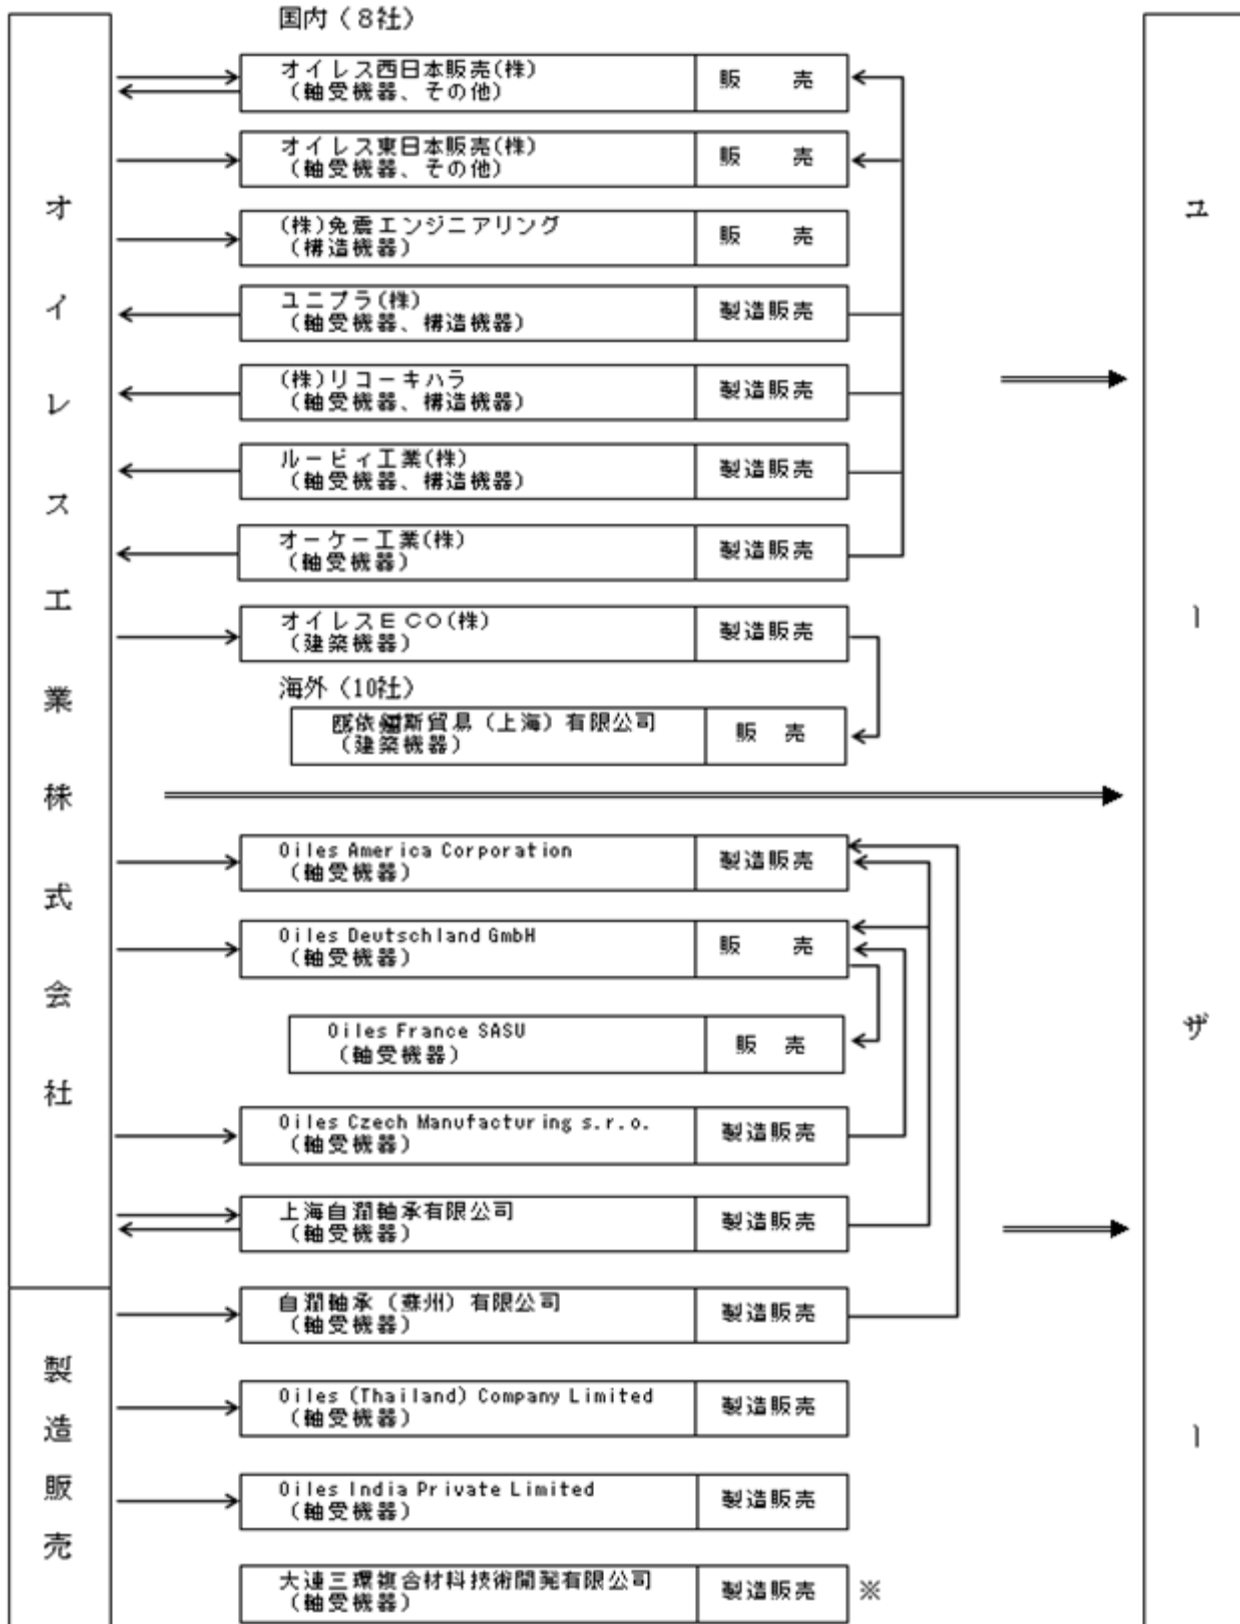 国内（８社）
オイレス西日本販売(株)
（軸受機器、その他）
販　売
オイレス東日本販売(株)
（軸受機器、その他）
販　売
(株)免震エンジニアリング
（構造機器）
販　売
ユニプラ(株)
（軸受機器、構造機器）
製造販売
(株)リコーキハラ
（軸受機器、構造機器）
製造販売
ルービィ工業(株)
（軸受機器、構造機器）
製造販売
オーケー工業(株)
（軸受機器）
製造販売
オイレスＥＣＯ(株)
（建築機器）
製造販売
海外（10社）
依斯貿易（上海）有限公司
（建築機器）
販　売
Oiles America Corporation
（軸受機器）
製造販売
Oiles Deutschland GmbH
（軸受機器）
販　売
Oiles France SASU
（軸受機器）
販　売
Oiles Czech Manufacturing s.r.o.
（軸受機器）
製造販売
上海自潤軸承有限公司
（軸受機器）
製造販売
自潤軸承（蘇州）有限公司
（軸受機器）
製造販売
Oiles (Thailand) Company Limited
（軸受機器）
製造販売
Oiles India Private Limited
（軸受機器）
製造販売
大連三環複合材料技術開発有限公司
（軸受機器）
製造販売
※
オイレス工業株式会社
製造販売
ユーザー